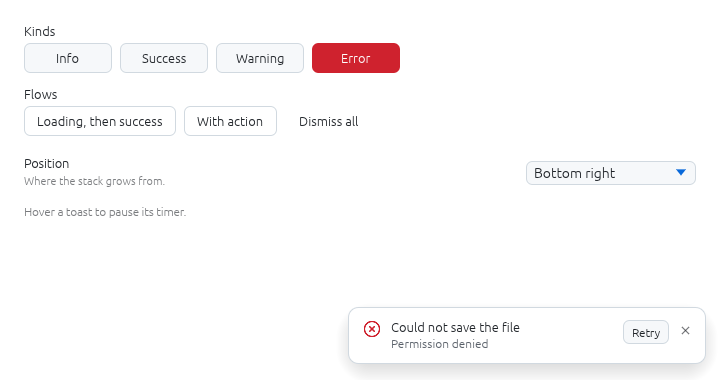 Kinds
Info
Success
Warning
Error
Flows
Loading, then success
With action
Dismiss all
Position
Where the stack grows from.
Bottom right
Hover a toast to pause its timer.
Could not save the file
Permission denied
Retry